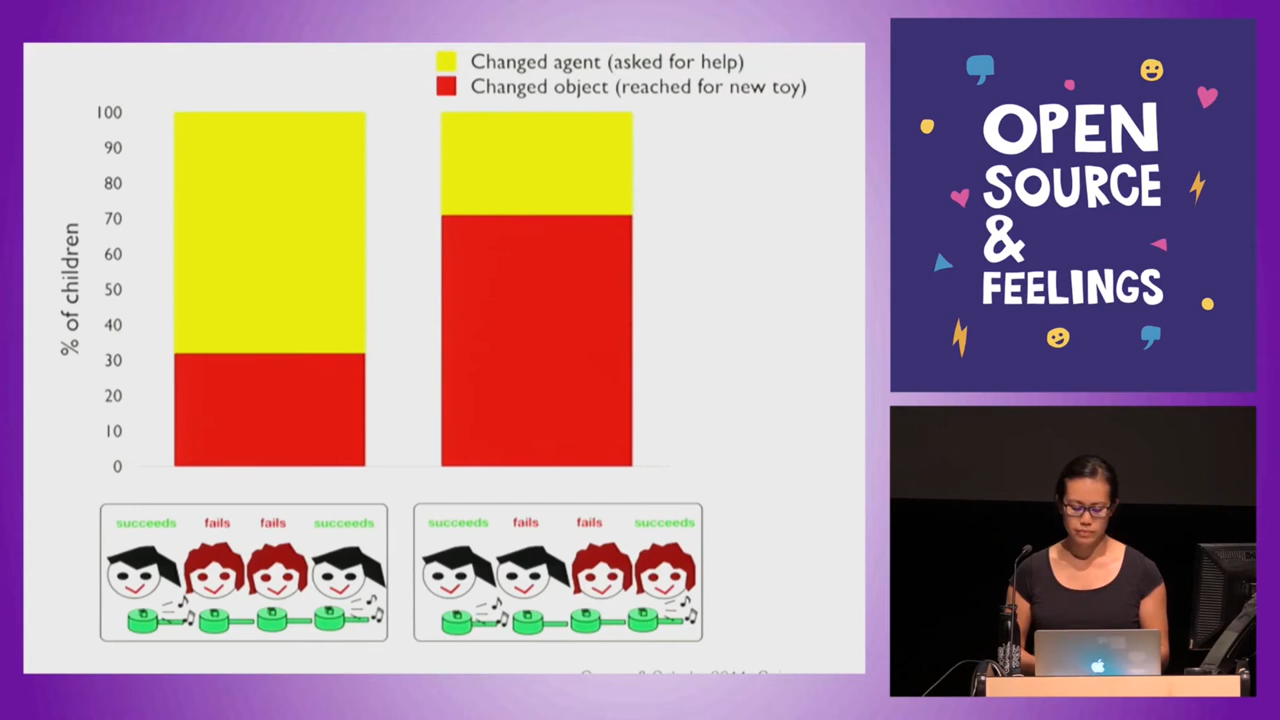 Changed agent (asked for help)
Changed object (reached for new toy)
% of children
100
90
80
70
60
50
40
30
20
10
0
succeeds fails fails succeeds
succeeds fails fails succeeds
OPEN
SOURCE
&
FEELINGS